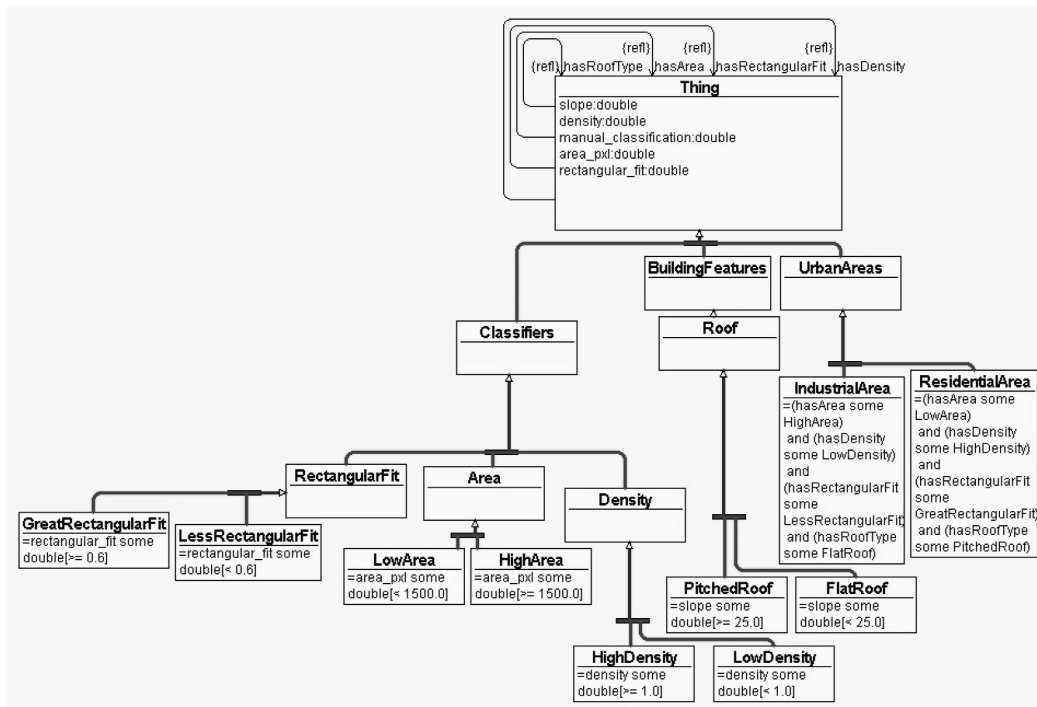 {refl}
{refl}
{refl}
{refl} hasRoofType
hasArea
hasRectangularFit
hasDensity
Thing
slope:double
density:double
manual_classification:double
area_pxl:double
rectangular_fit:double
BuildingFeatures
UrbanAreas
Classifiers
Roof
IndustrialArea
=(hasArea some
HighArea)
and (hasDensity
some LowDensity)
and
(hasRectangularFit
some
LessRectangularFit)
and (hasRoofType
some FlatRoof)
ResidentialArea
=(hasArea some
LowArea)
and (hasDensity
some HighDensity)
and
(hasRectangularFit
some
GreatRectangularFit)
and (hasRoofType
some PitchedRoof)
RectangularFit
Area
Density
GreatRectangularFit
=rectangular_fit some
double[>= 0.6]
LessRectangularFit
=rectangular_fit some
double[< 0.6]
LowArea
=area_pxl some
double[< 1500.0]
HighArea
=area_pxl some
double[>= 1500.0]
PitchedRoof
=slope some
double[>= 25.0]
FlatRoof
=slope some
double[< 25.0]
HighDensity
=density some
double[>= 1.0]
LowDensity
=density some
double[< 1.0]